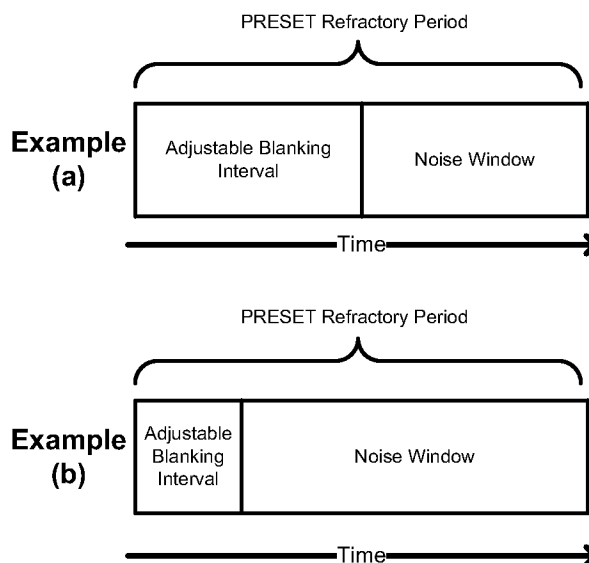 PRESET Refractory Period
Example
(a)
Adjustable Blanking
Interval
Noise Window
Time
PRESET Refractory Period
Example
(b)
Adjustable
Blanking
Interval
Noise Window
Time